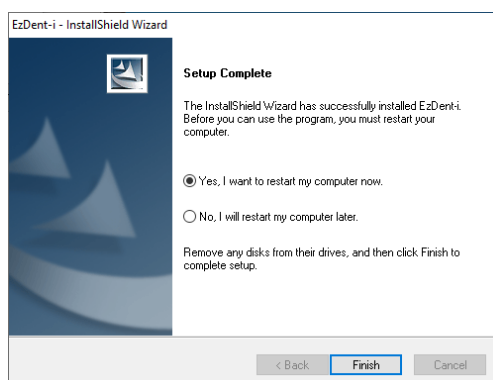 EzDent-i - InstallShield Wizard
Setup Complete
The InstallShield Wizard has successfully installed EzDent-i.
Before you can use the program, you must restart your
computer.
Yes, I want to restart my computer now.
No, I will restart my computer later.
Remove any disks from their drives, and then click Finish to
complete setup.
< Back Finish Cancel